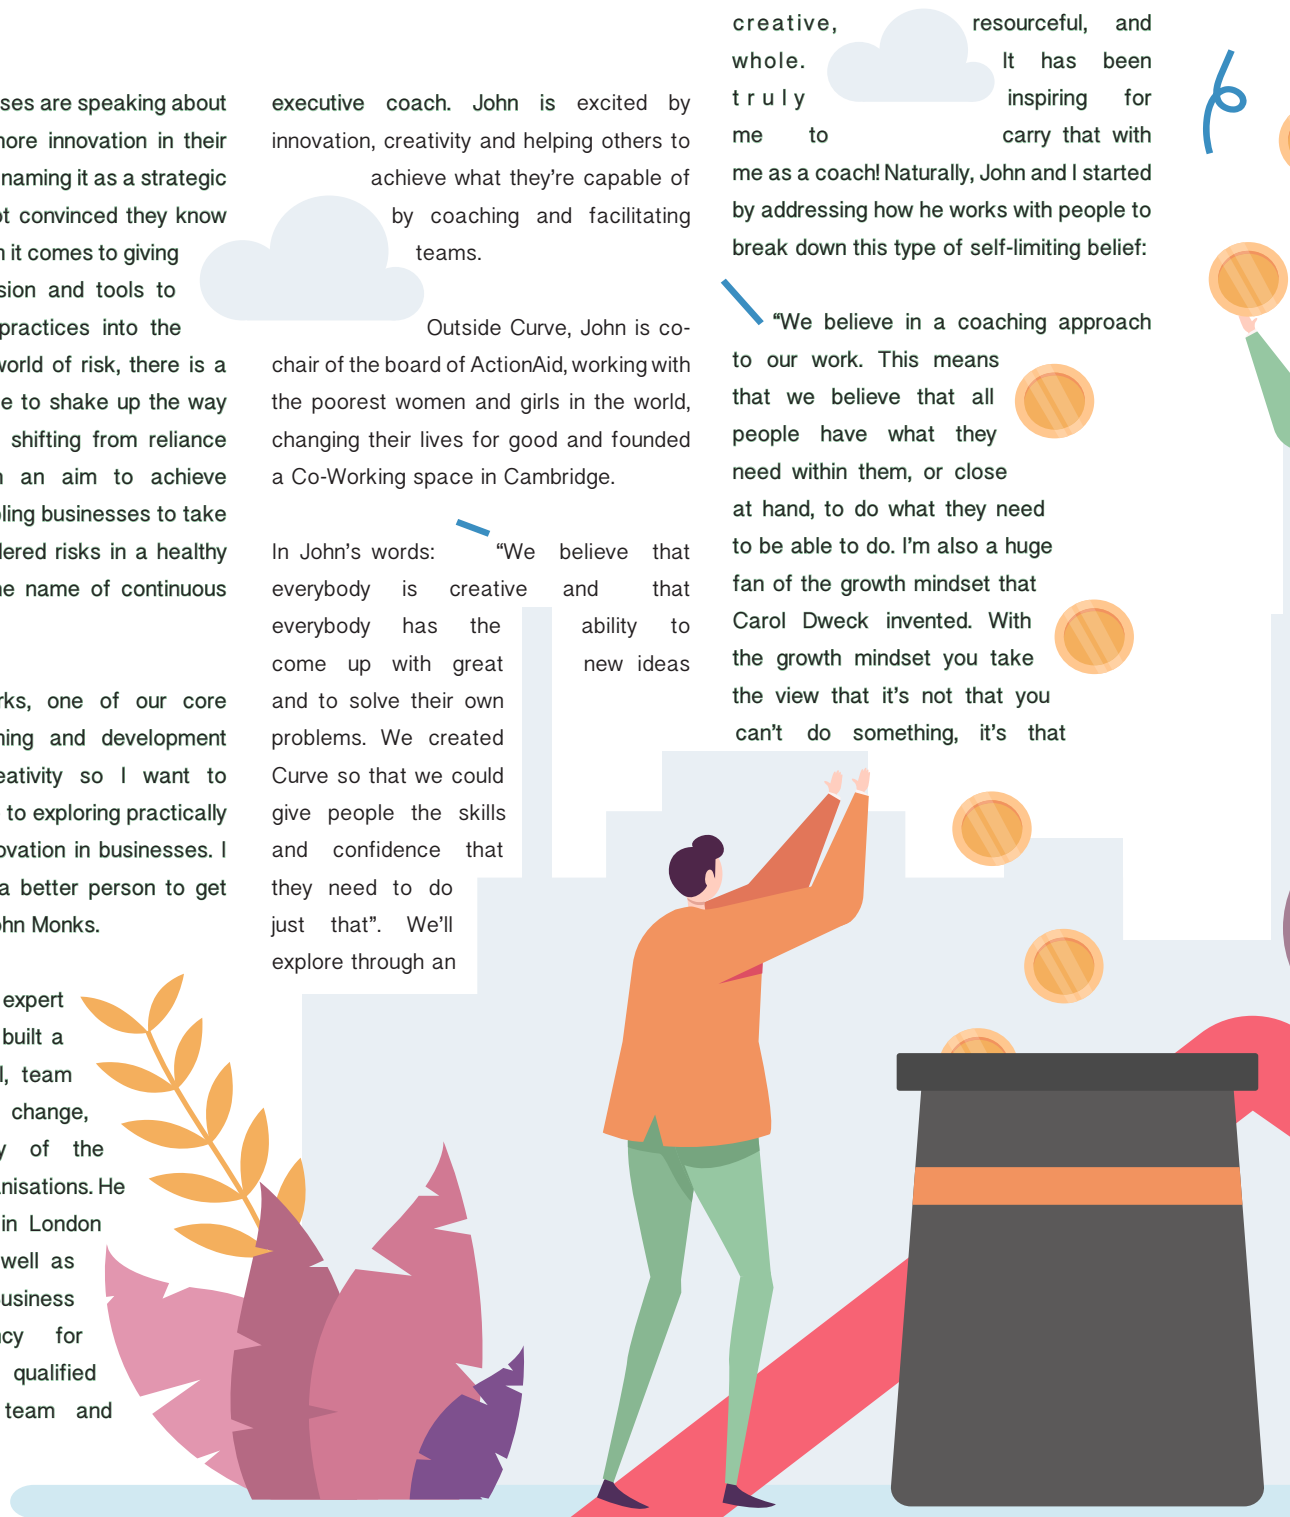 ses are speaking about
more innovation in their
naming it as a strategic
convinced they know
it comes to giving
and tools to
practices into the
world of risk, there is a
to shake up the way
shifting from reliance
an aim to achieve
businesses to take
risks in a healthy
name of continuous
one of our core
and development
so I want to
to exploring practically
in businesses. I
a better person to get
Monks.
expert
built a
team
change,
of the
He
in London
well as
for
qualified
team and
executive coach. John is excited by
innovation, creativity and helping others to
achieve what they’re capable of
by coaching and facilitating
teams.
Outside Curve, John is co-
chair of the board of ActionAid, working with
the poorest women and girls in the world,
changing their lives for good and founded
a Co-Working space in Cambridge.
In John’s words: “We believe that
everybody is creative and that
everybody has the ability to
come up with great new ideas
and to solve their own
problems. We created
Curve so that we could
give people the skills
and confidence that
they need to do
just that”. We’ll
explore through an
creative, resourceful, and
whole. It has been
truly inspiring for
me to carry that with
me as a coach! Naturally, John and I started
by addressing how he works with people to
break down this type of self-limiting belief:
“We believe in a coaching approach
to our work. This means
that we believe that all
people have what they
need within them, or close
at hand, to do what they need
to be able to do. I’m also a huge
fan of the growth mindset that
Carol Dweck invented. With
the growth mindset you take
the view that it’s not that you
can’t do something, it’s that